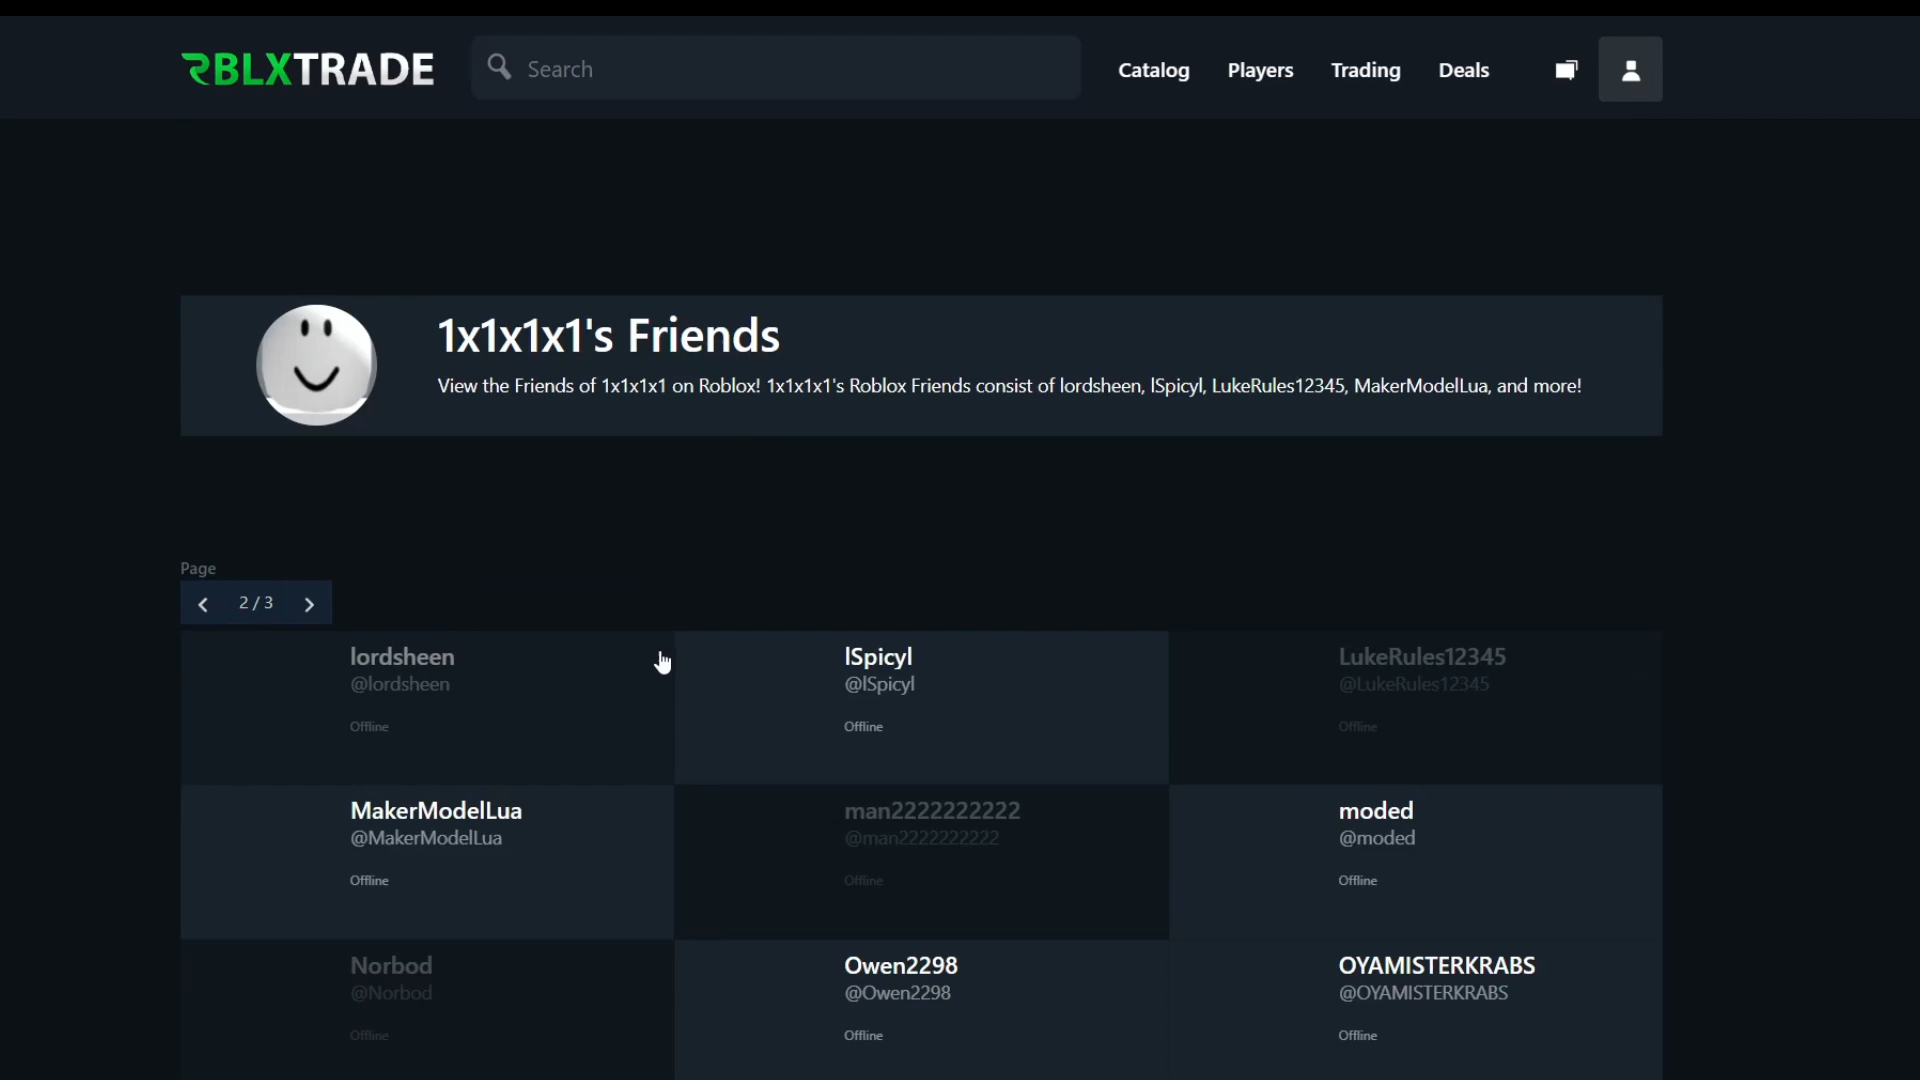 RBLXTRADE
Search
Catalog Players Trading Deals
1x1x1x1's Friends
View the Friends of 1x1x1x1 on Roblox! 1x1x1x1's Roblox Friends consist of lordsheen, lSpicyl, LukeRules12345, MakerModelLua, and more!
Page
2 / 3
lordsheen
@lordsheen
Offline
lSpicyl
@lSpicyl
Offline
LukeRules12345
@LukeRules12345
Offline
MakerModelLua
@MakerModelLua
Offline
man2222222222
@man2222222222
Offline
moded
@moded
Offline
Norbod
@Norbod
Offline
Owen2298
@Owen2298
Offline
OYAMISTERKRABS
@OYAMISTERKRABS
Offline